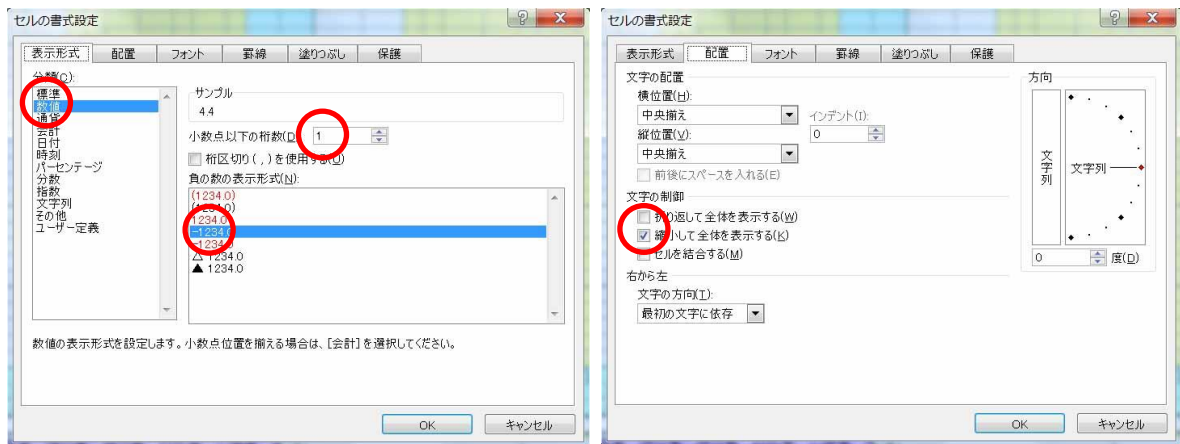 セルの書式設定
表示形式 配置 フォント 罫線 塗りつぶし 保護
分類(C):
標準
数値
通貨
会計
日付
時刻
パーセンテージ
分数
指数
文字列
その他
ユーザー定義
サンプル
4.4
小数点以下の桁数(D 1
桁区切り( , )を使用する(U)
負の数の表示形式(N):
(1234.0)
(1234.0)
1234.0
-1234.0
-1234.0
△ 1234.0
▲ 1234.0
数値の表示形式を設定します。小数点位置を揃える場合は、[会計] を選択してください。
OK キャンセル
セルの書式設定
表示形式 配置 フォント 罫線 塗りつぶし 保護
文字の配置
横位置(H):
中央揃え
インデント(I):
縦位置(V):
0
中央揃え
前後にスペースを入れる(E)
文字の制御
折り返して全体を表示する(W)
縮小して全体を表示する(K)
セルを結合する(M)
右から左
文字の方向(T):
最初の文字に依存
方向
文字列
文字列
0 度(D)
OK キャンセル